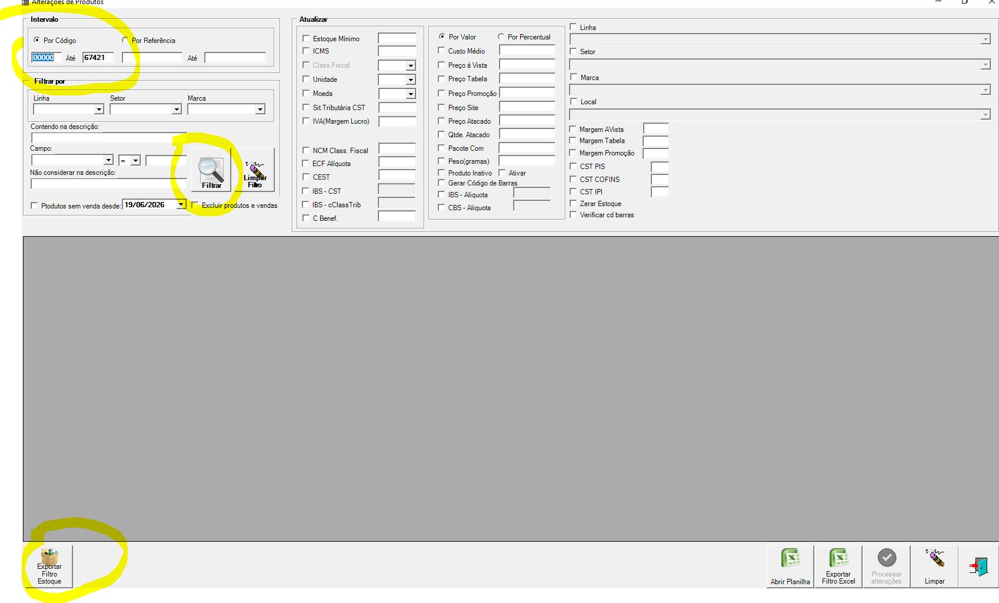 Alterações de Produtos
Intervalo
Por Código
Por Referência
00000 Até 67421
Até
Filtrar por
Linha Setor Marca
Contendo na descrição:
Campo:
=
Não considerar na descrição:
Filtrar
Limpar Filtro
Ptodutos sem venda desde: 19/06/2026
Excluir produtos e vendas
Atualizar
Estoque Mínimo
ICMS
Class.Fiscal
Unidade
Moeda
Sit.Tributária CST
IVA(Margem Lucro)
NCM Class. Fiscal
ECF Alíquota
CEST
IBS - CST
IBS - cClassTrib
C Benef.
Por Valor Por Percentual
Custo Médio
Preço á Vista
Preço Tabela
Preço Promoção
Preço Site
Preço Atacado
Qtde. Atacado
Pacote Com
Peso(gramas)
Produto Inativo Ativar
Gerar Código de Barras
IBS - Aliquota
CBS - Aliquota
Linha
Setor
Marca
Local
Margem AVista
Margem Tabela
Margem Promoção
CST PIS
CST COFINS
CST IPI
Zerar Estoque
Verificar cd barras
Exportar
Filtro
Estoque
Abrir Planilha
Exportar
Filtro Excel
Processar
alterações
Limpar